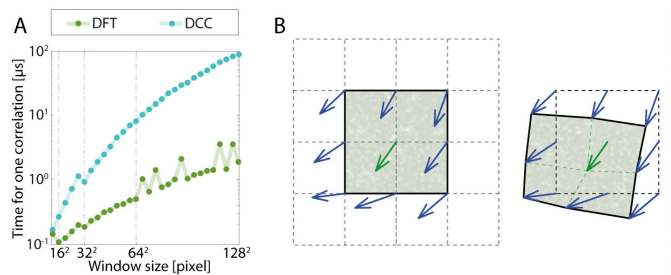 A
DFT
DCC
B
Time for one correlation [µs]
10²
10¹
10⁰
10⁻¹
16²
32²
64²
128²
Window size [pixel]